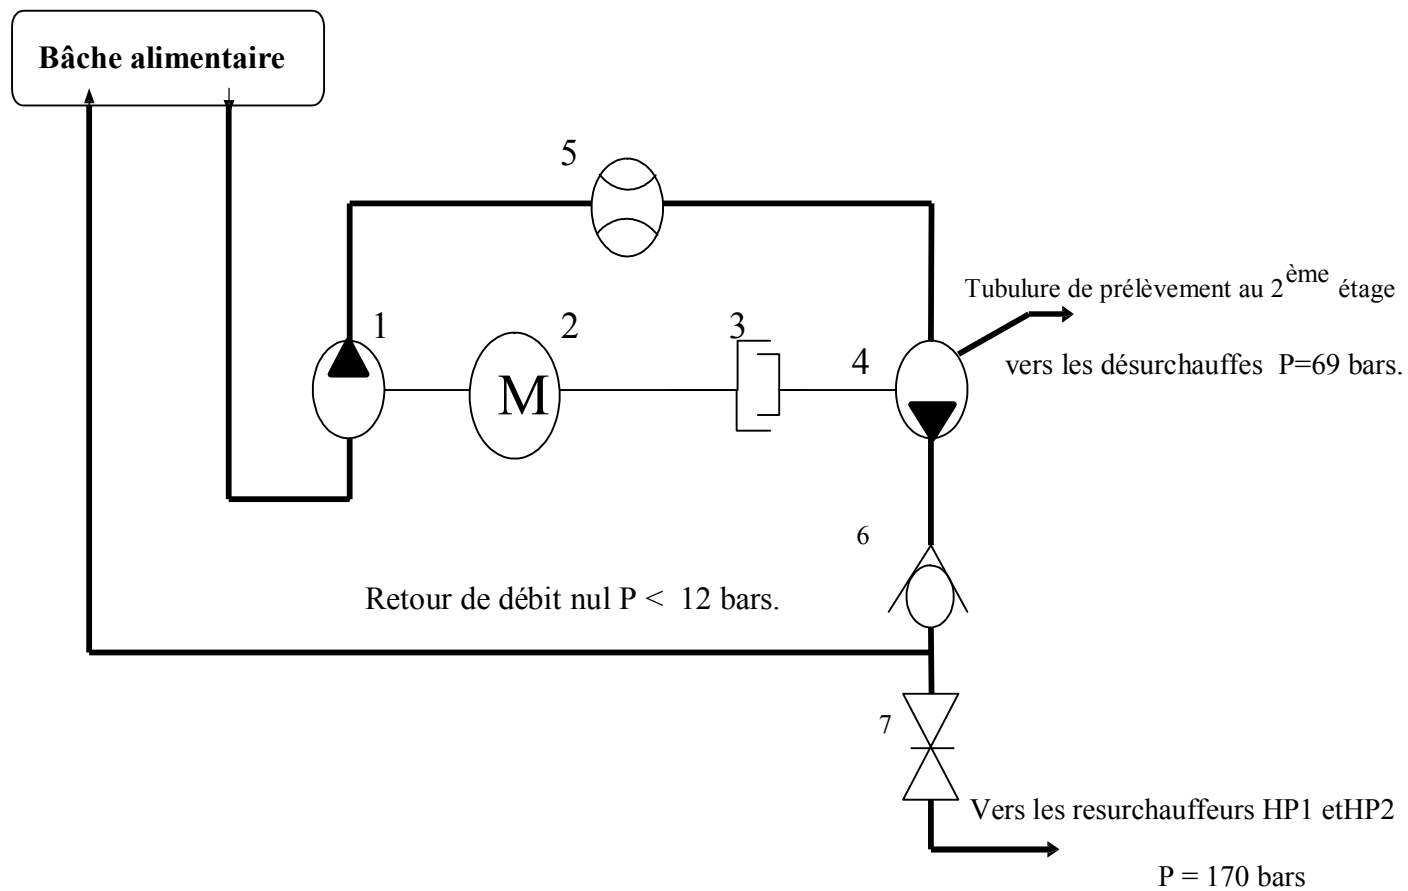 Bâche alimentaire
5
Tubulure de prélèvement au 2ème étage
1
2
3
4
vers les désurchauffes P=69 bars.
M
6
Retour de débit nul P < 12 bars.
7
Vers les resurchauffeurs HP1 etHP2
P = 170 bars